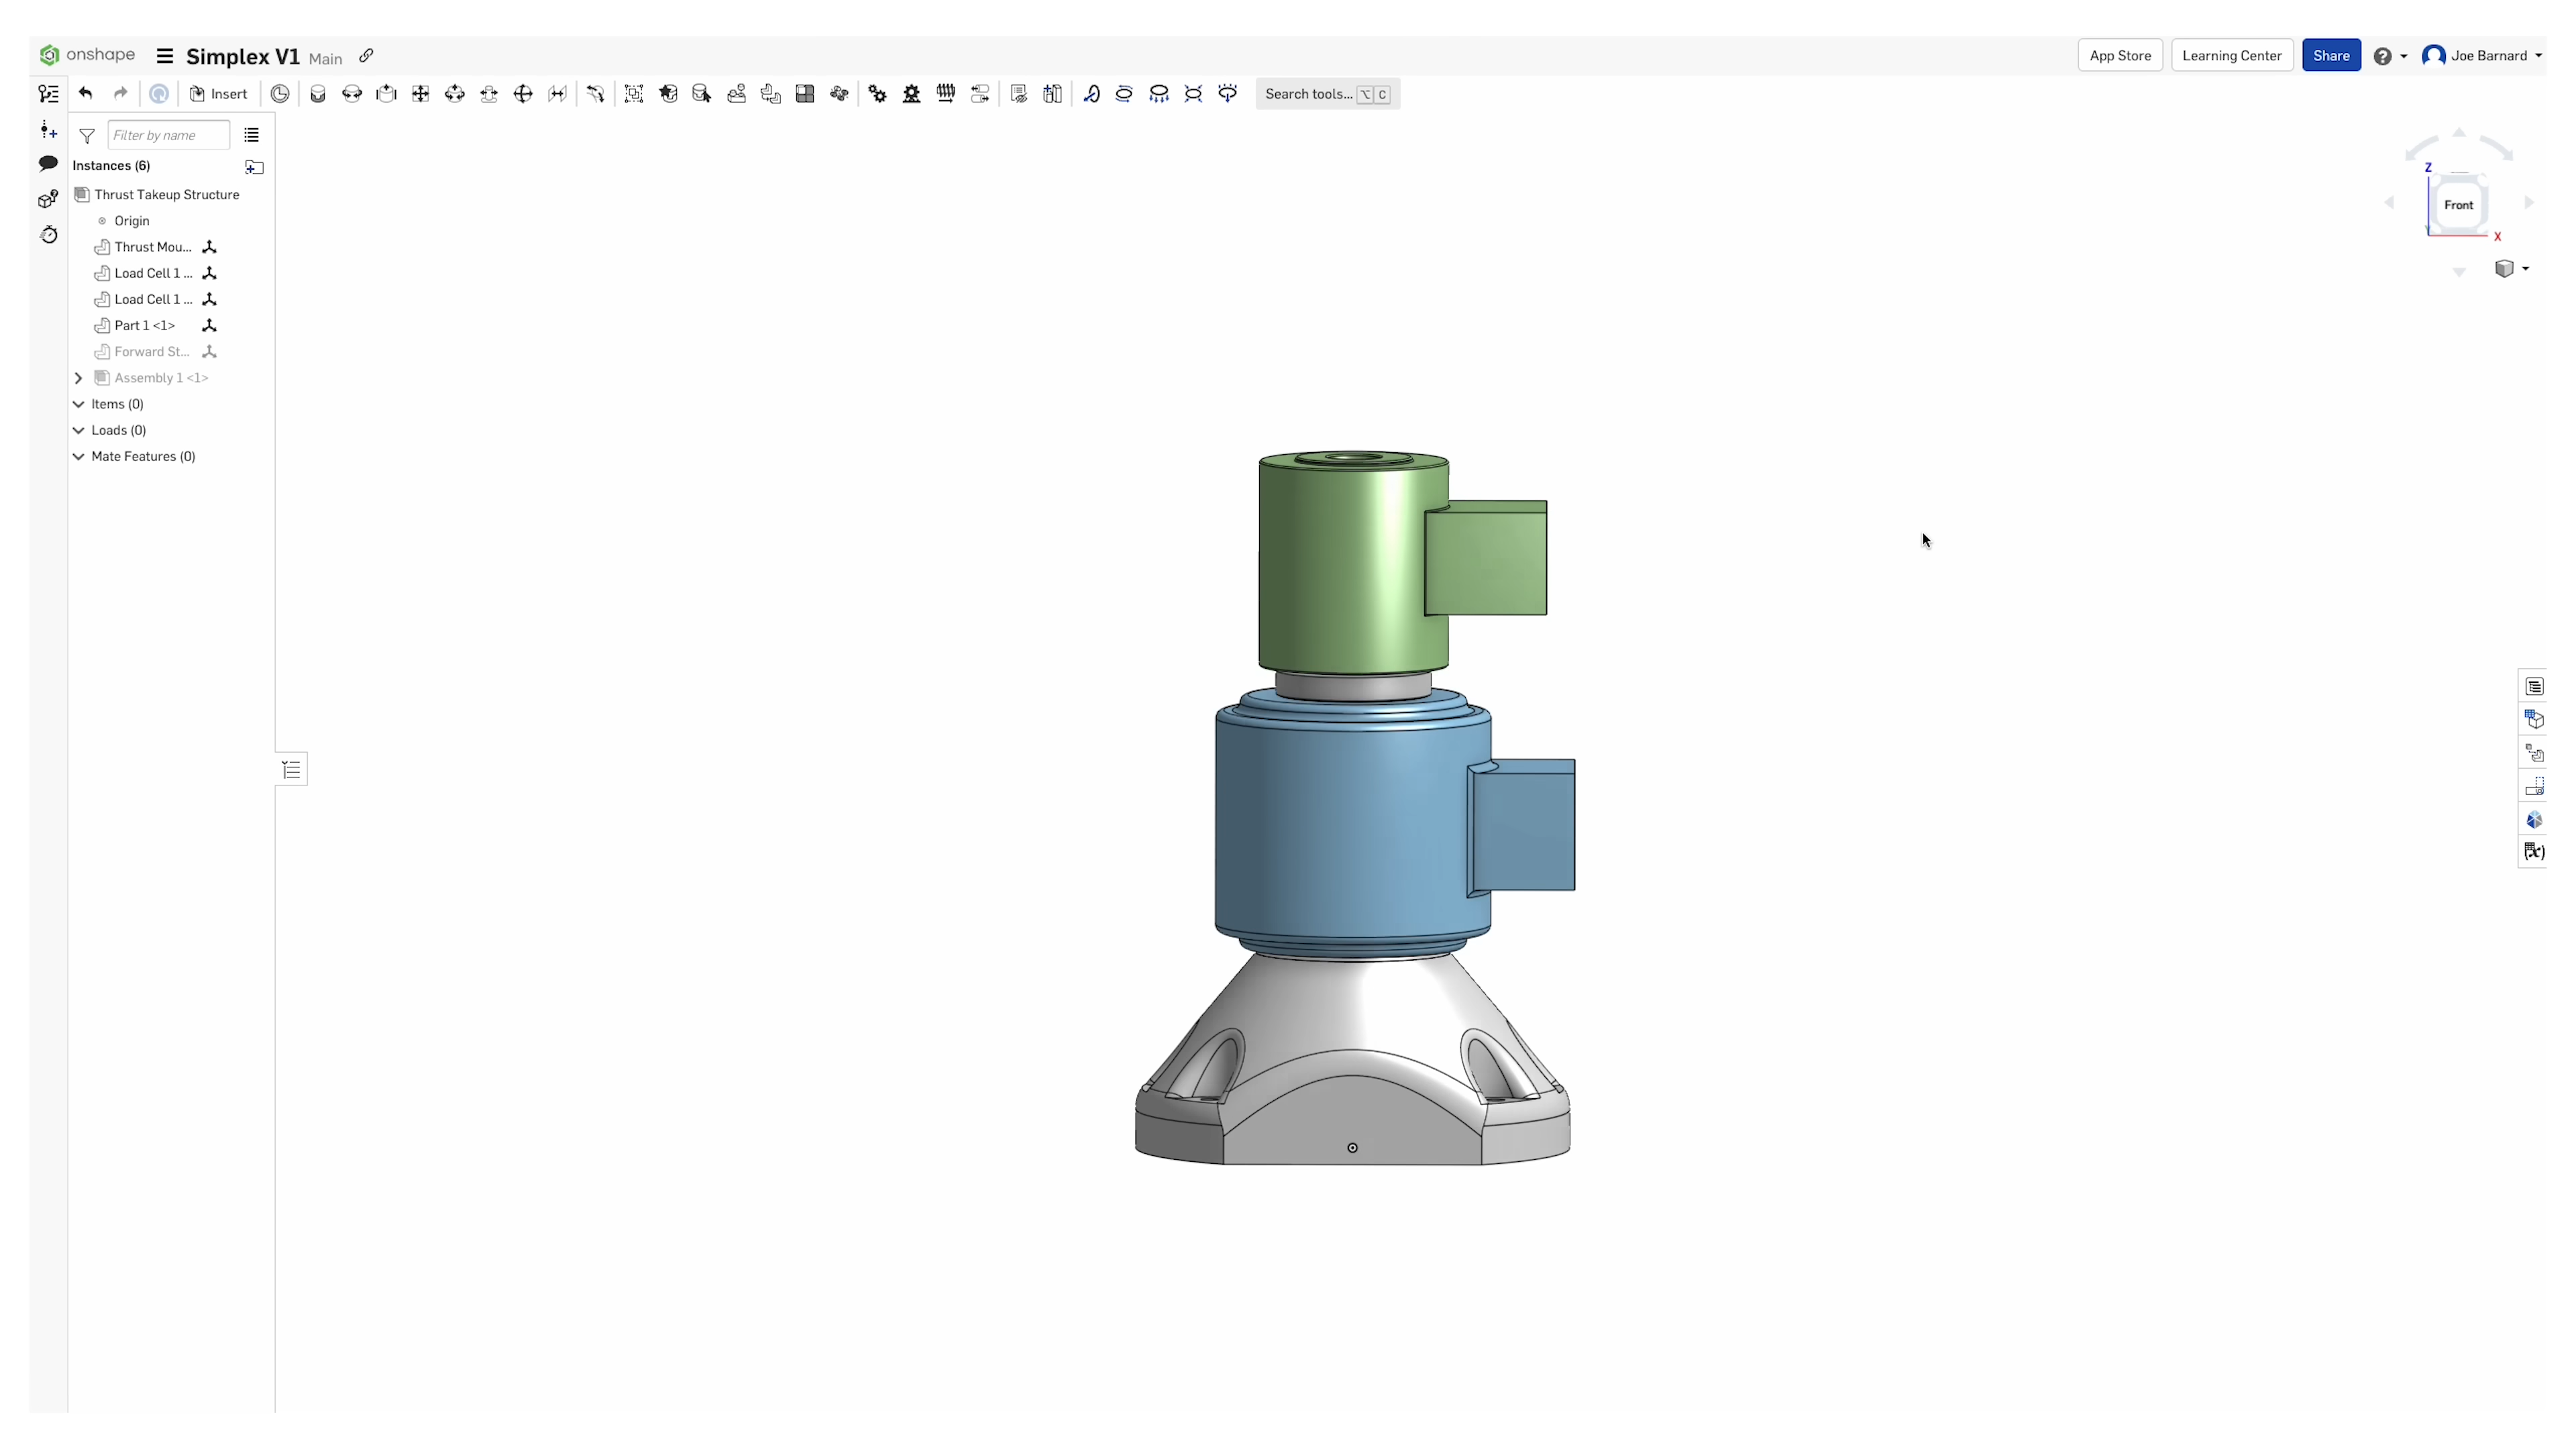 onshape Simplex V1 Main App Store Learning Center Share Joe Barnard
Insert Search tools... ⌥ C
Filter by name
Instances (6)
Thrust Takeup Structure
Origin
Thrust Mou...
Load Cell 1 ...
Load Cell 1 ...
Part 1 <1>
Forward St...
Assembly 1 <1>
Items (0)
Loads (0)
Mate Features (0)
Z
Front
X